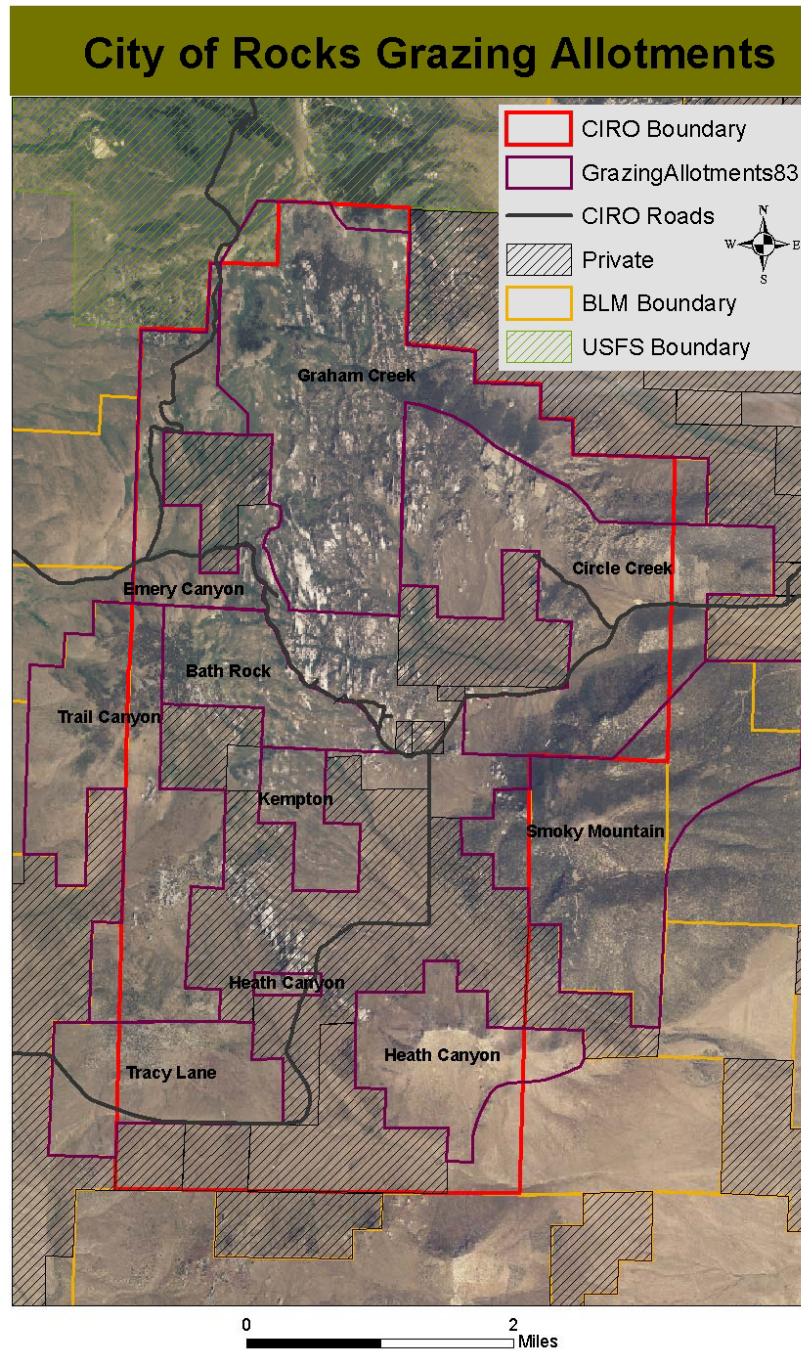 City of Rocks Grazing Allotments
CIRO Boundary
GrazingAllotments83
CIRO Roads
Private
BLM Boundary
USFS Boundary
N
W E
S
Graham Creek
Circle Creek
Emery Canyon
Bath Rock
Trail Canyon
Kempton
Smoky Mountain
Heath Canyon
Heath Canyon
Tracy Lane
0 2
Miles